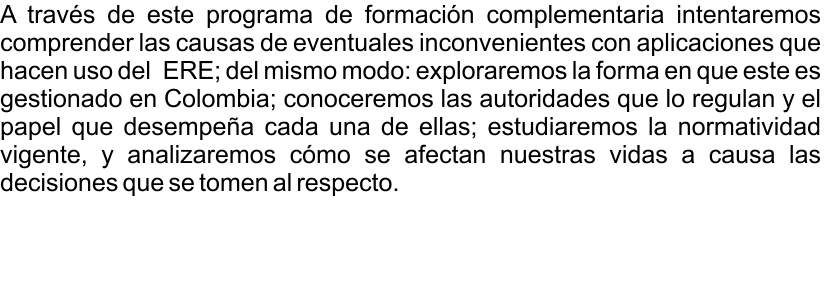 A través de este programa de formación complementaria intentaremos
comprender las causas de eventuales inconvenientes con aplicaciones que
hacen uso del  ERE; del mismo modo: exploraremos la forma en que este es
gestionado en Colombia; conoceremos las autoridades que lo regulan y el
papel que desempeña cada una de ellas; estudiaremos la normatividad
vigente, y analizaremos cómo se afectan nuestras vidas a causa las
decisiones que se tomen al respecto.